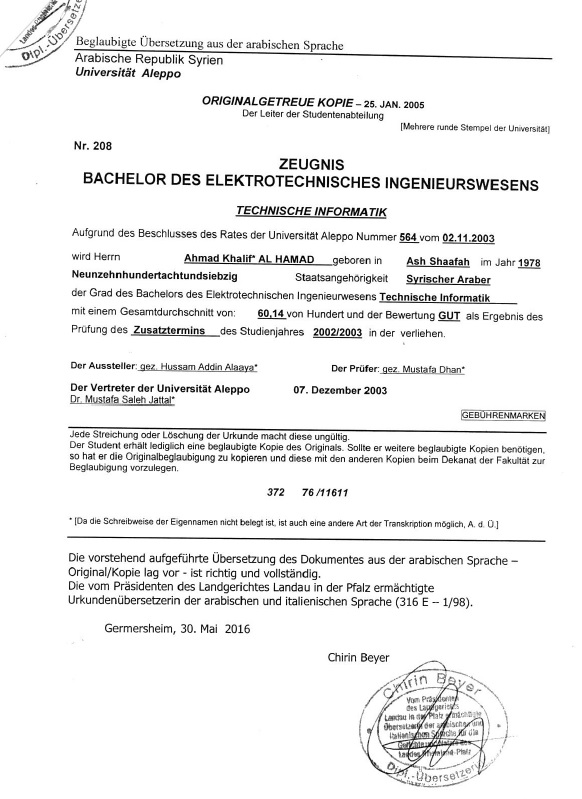 Dipl.-Übersetze
Beglaubigte Übersetzung aus der arabischen Sprache
Arabische Republik Syrien
Universität Aleppo
ORIGINALGETREUE KOPIE – 25. JAN. 2005
Der Leiter der Studentenabteilung
[Mehrere runde Stempel der Universität]
Nr. 208
ZEUGNIS
BACHELOR DES ELEKTROTECHNISCHES INGENIEURSWESENS
TECHNISCHE INFORMATIK
Aufgrund des Beschlusses des Rates der Universität Aleppo Nummer 564 vom 02.11.2003
wird Herrn Ahmad Khalif* AL HAMAD geboren in Ash Shaafah im Jahr 1978
Neunzehnhundertachtundsiebzig Staatsangehörigkeit Syrischer Araber
der Grad des Bachelors des Elektrotechnischen Ingenieurwesens Technische Informatik
mit einem Gesamtdurchschnitt von: 60,14 von Hundert und der Bewertung GUT als Ergebnis des
Prüfung des Zusatztermins des Studienjahres 2002/2003 in der verliehen.
Der Aussteller: gez. Hussam Addin Alaaya* Der Prüfer: gez. Mustafa Dhan*
Der Vertreter der Universität Aleppo 07. Dezember 2003
Dr. Mustafa Saleh Jattal*
GEBÜHRENMARKEN
Jede Streichung oder Löschung der Urkunde macht diese ungültig.
Der Student erhält lediglich eine beglaubigte Kopie des Originals. Sollte er weitere beglaubigte Kopien benötigen,
so hat er die Originalbeglaubigung zu kopieren und diese mit den anderen Kopien beim Dekanat der Fakultät zur
Beglaubigung vorzulegen.
372 76 /11611
* [Da die Schreibweise der Eigennamen nicht belegt ist, ist auch eine andere Art der Transkription möglich, A. d. Ü.]
Die vorstehend aufgeführte Übersetzung des Dokumentes aus der arabischen Sprache –
Original/Kopie lag vor - ist richtig und vollständig.
Die vom Präsidenten des Landgerichtes Landau in der Pfalz ermächtigte
Urkundenübersetzerin der arabischen und italienischen Sprache (316 E -- 1/98).
Germersheim, 30. Mai 2016
Chirin Beyer
Chirin Beyer
Vom Präsidenten
des Landgerichts
Landau in der Pfalz ermächtigte
Übersetzerin der arabischen und
italienischen Sprache für die
Landes Rheinland-Pfalz
Dipl.-Übersetzerin